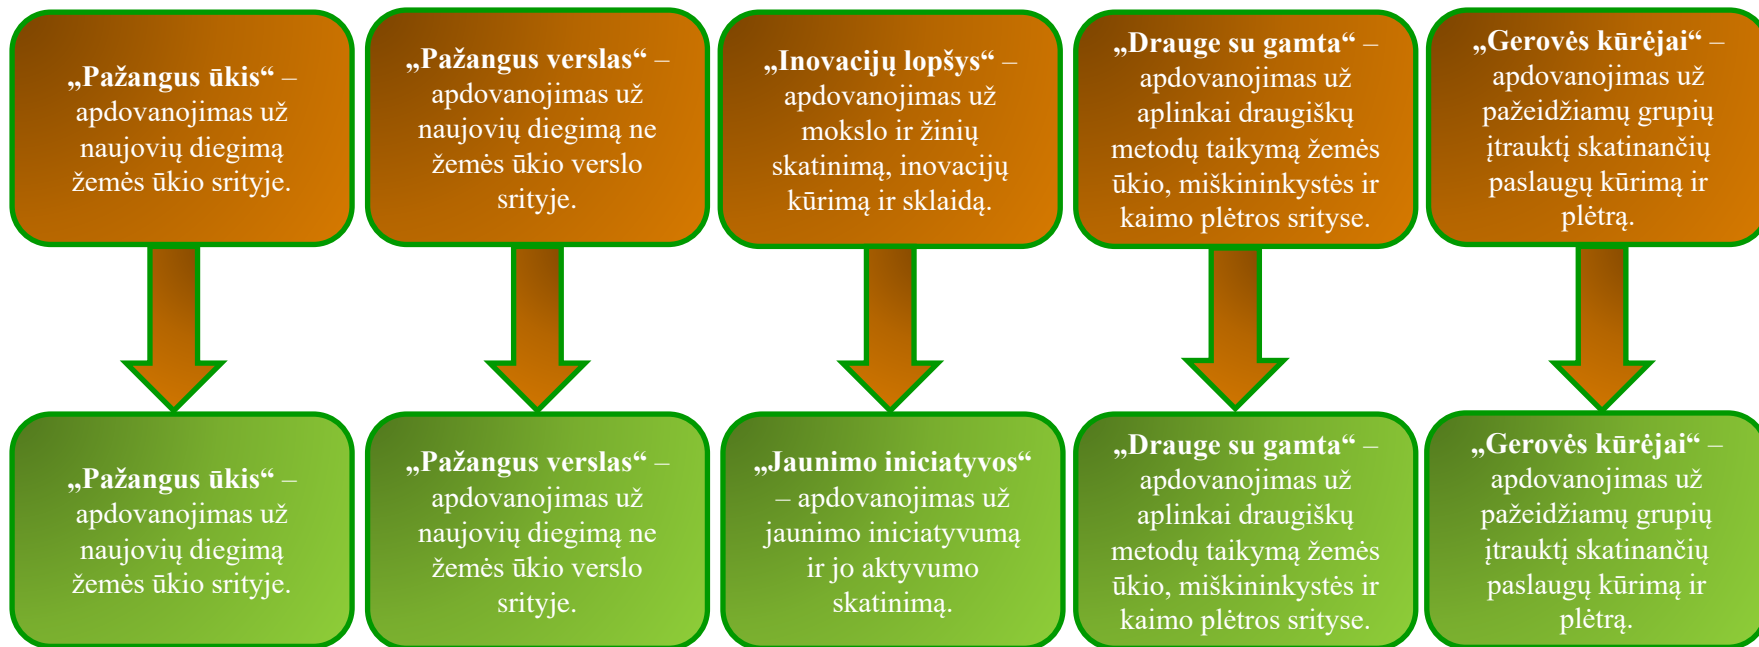 „Pažangus ūkis“ –
apdovanojimas už
naujovių diegimą
žemės ūkio srityje.
„Pažangus verslas“ –
apdovanojimas už
naujovių diegimą ne
žemės ūkio verslo
srityje.
„Inovacijų lopšys“ –
apdovanojimas už
mokslo ir žinių
skatinimą, inovacijų
kūrimą ir sklaidą.
„Drauge su gamta“ –
apdovanojimas už
aplinkai draugiškų
metodų taikymą žemės
ūkio, miškininkystės ir
kaimo plėtros srityse.
„Gerovės kūrėjai“ –
apdovanojimas už
pažeidžiamų grupių
įtrauktį skatinančių
paslaugų kūrimą ir
plėtrą.
„Pažangus ūkis“ –
apdovanojimas už
naujovių diegimą
žemės ūkio srityje.
„Pažangus verslas“ –
apdovanojimas už
naujovių diegimą ne
žemės ūkio verslo
srityje.
„Jaunimo iniciatyvos“
– apdovanojimas už
jaunimo iniciatyvumą
ir jo aktyvumo
skatinimą.
„Drauge su gamta“ –
apdovanojimas už
aplinkai draugiškų
metodų taikymą žemės
ūkio, miškininkystės ir
kaimo plėtros srityse.
„Gerovės kūrėjai“ –
apdovanojimas už
pažeidžiamų grupių
įtrauktį skatinančių
paslaugų kūrimą ir
plėtrą.